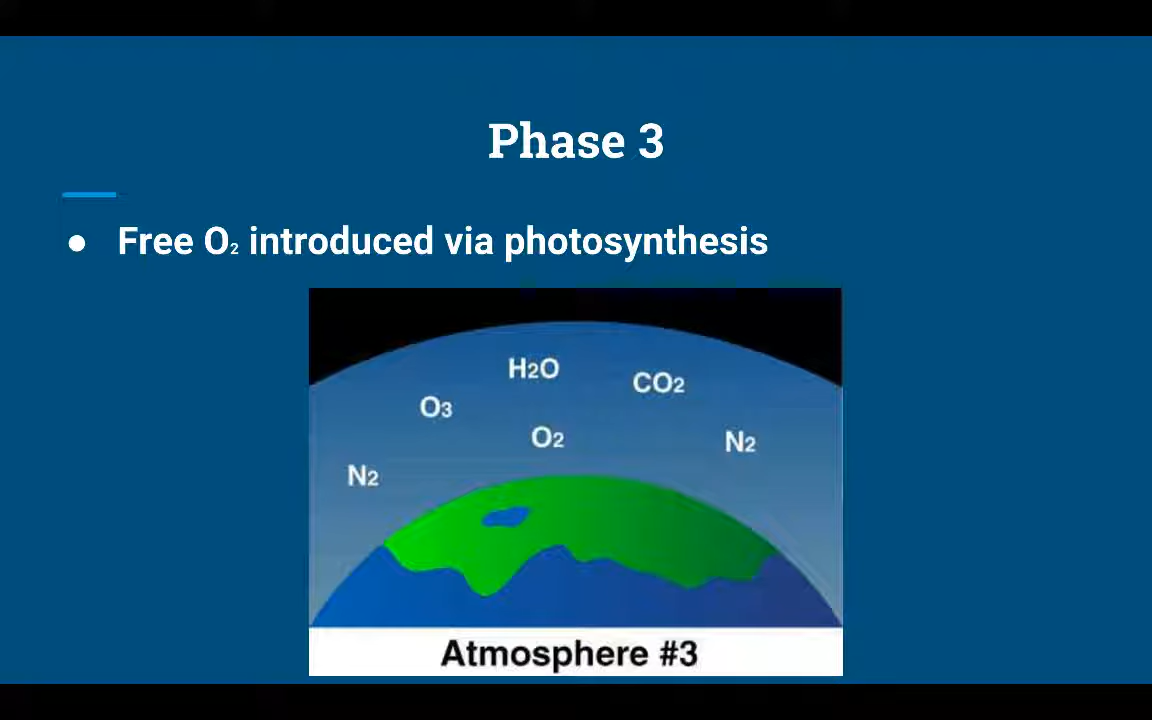 Phase 3
● Free O₂ introduced via photosynthesis
H2O
CO2
O3
O2
N2
N2
Atmosphere #3